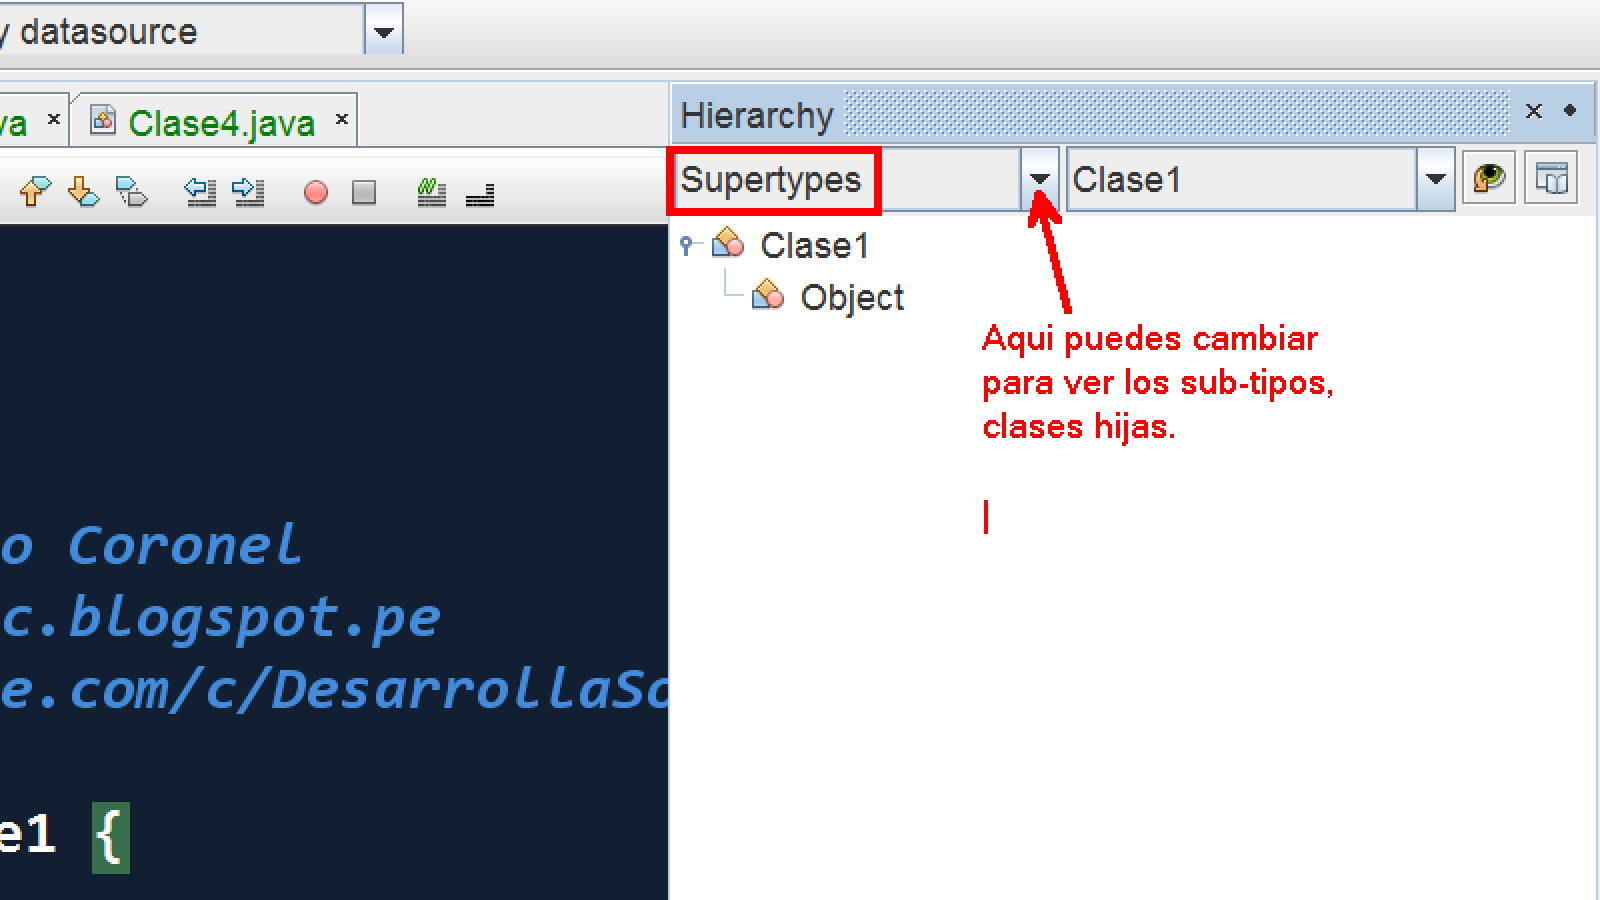 y datasource
va
Clase4.java
Hierarchy
Supertypes
Clase1
Clase1
Object
Aqui puedes cambiar
para ver los sub-tipos,
clases hijas.
o Coronel
c.blogspot.pe
e.com/c/DesarrollaSo
e1 {